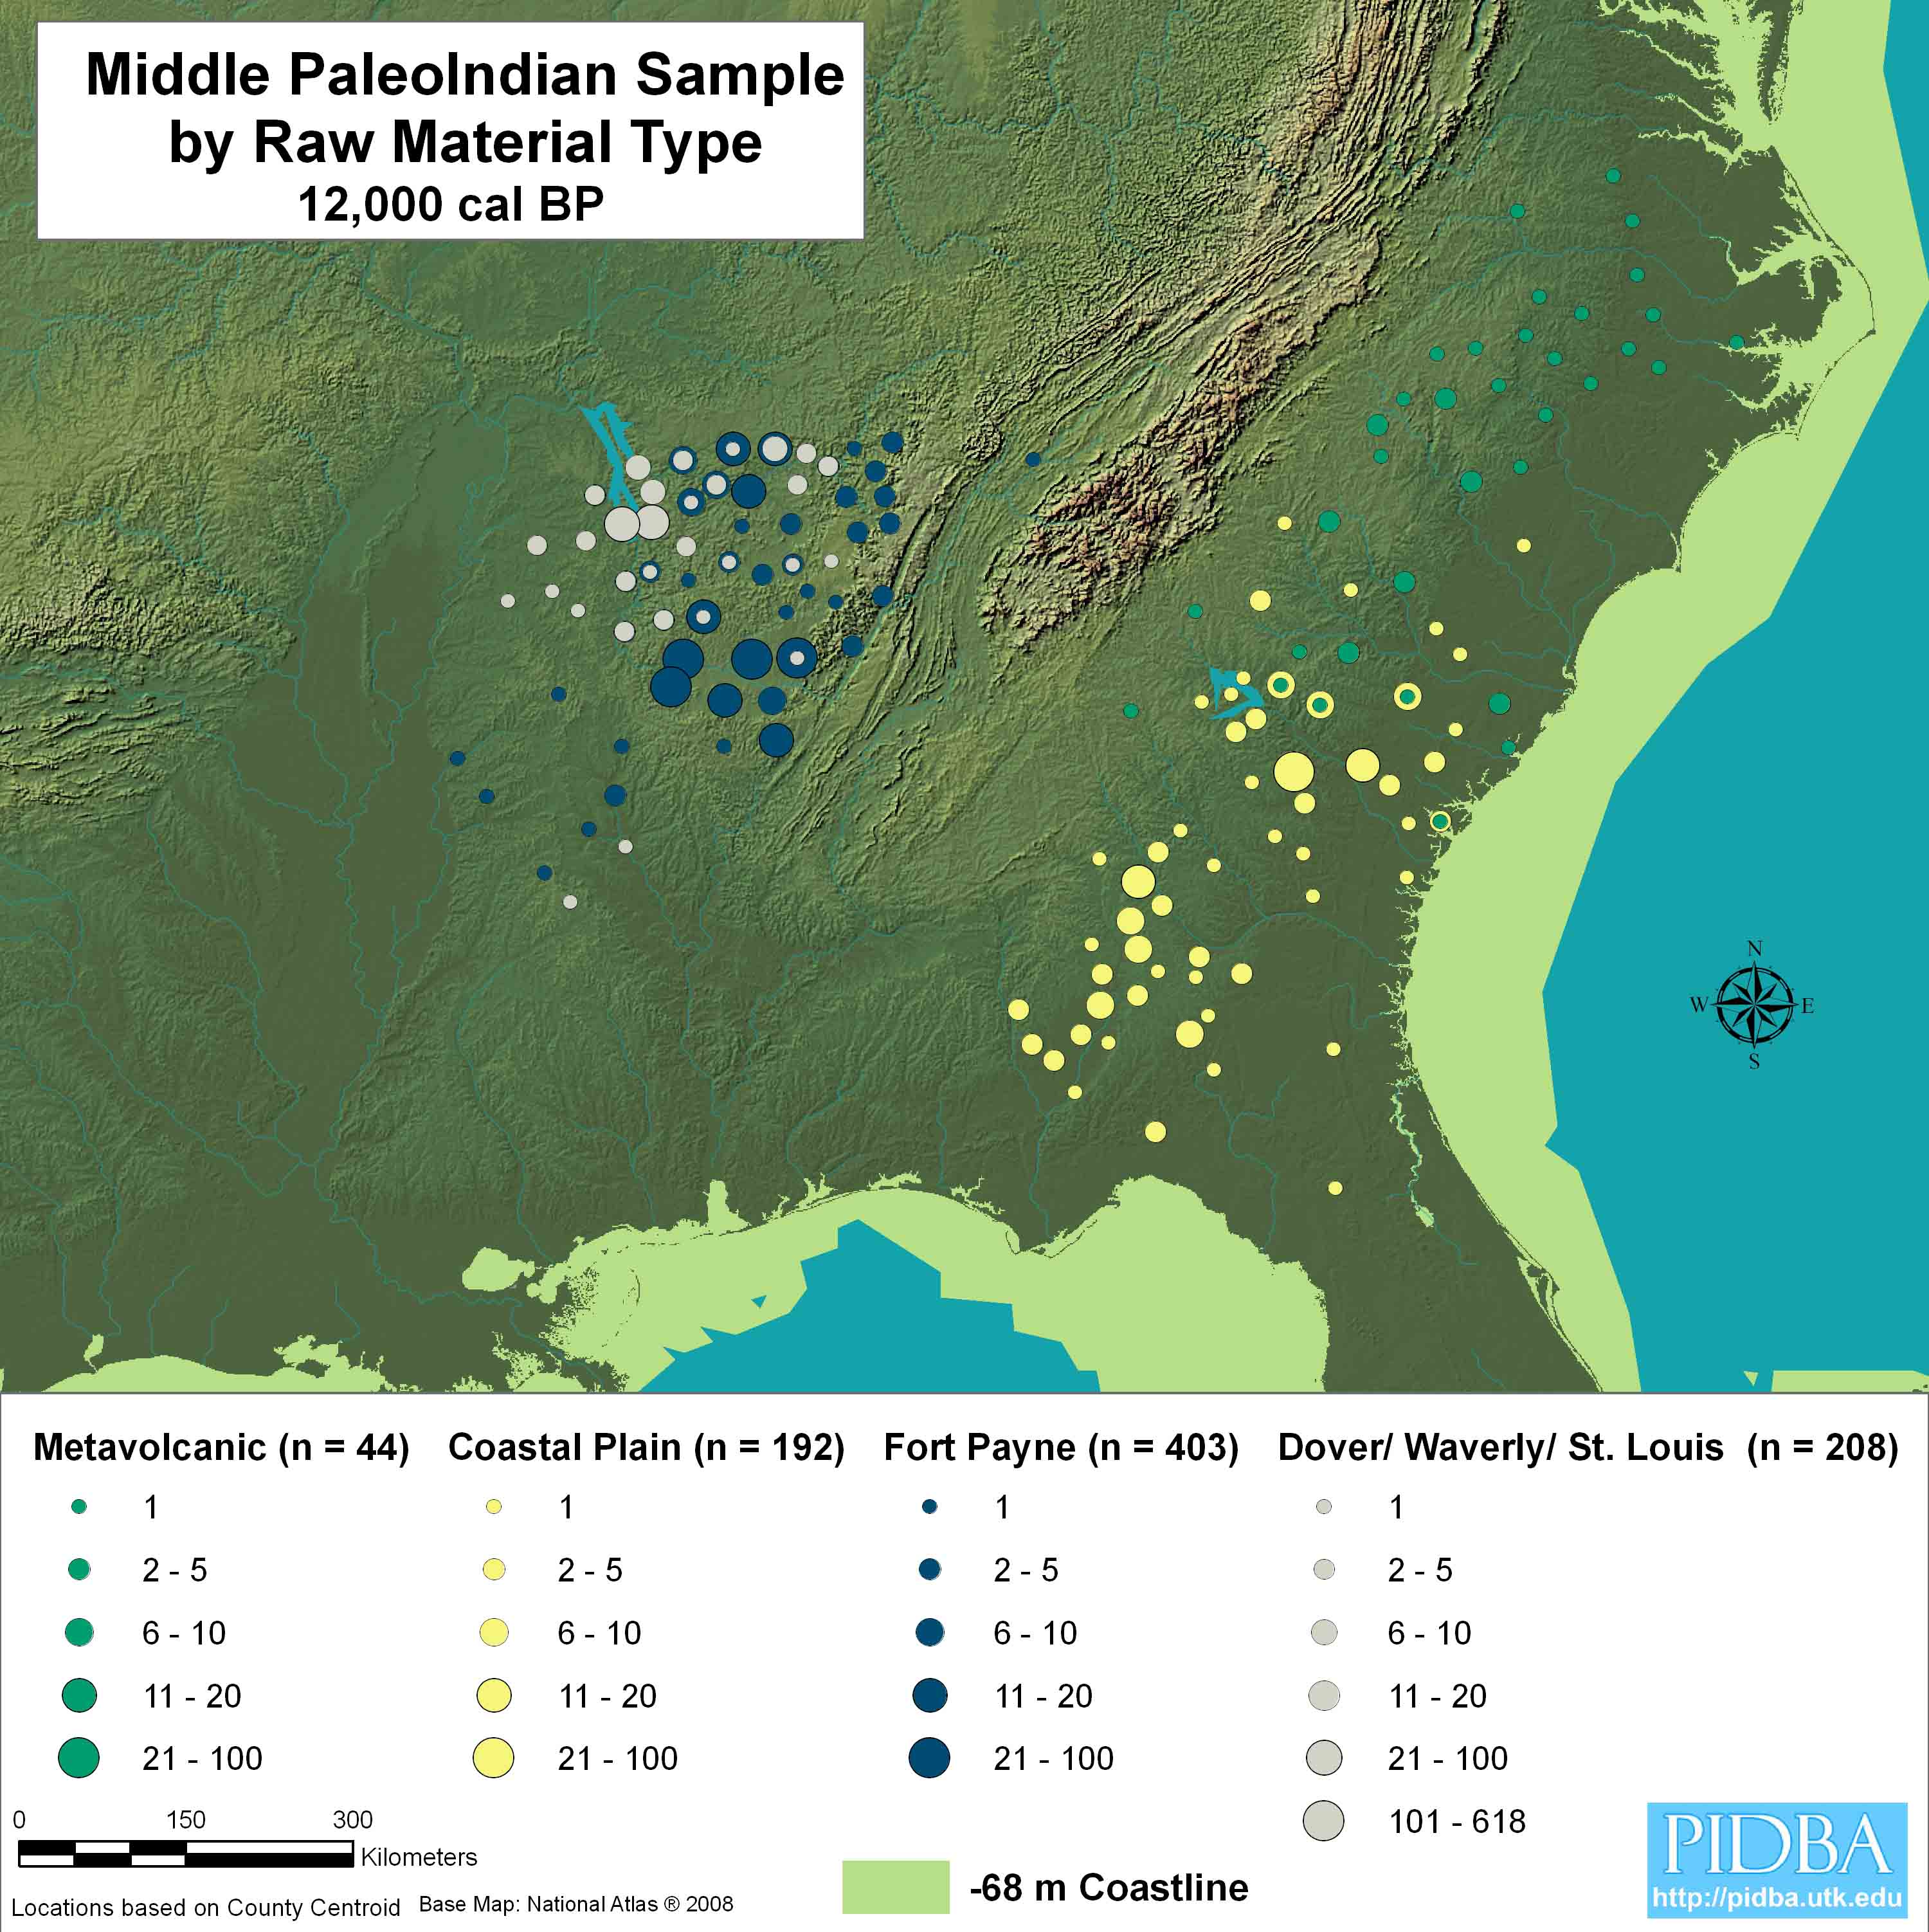 Middle PaleoIndian Sample
by Raw Material Type
12,000 cal BP
N
W E
S
Metavolcanic (n = 44)
1
2 - 5
6 - 10
11 - 20
21 - 100
Coastal Plain (n = 192)
1
2 - 5
6 - 10
11 - 20
21 - 100
Fort Payne (n = 403)
1
2 - 5
6 - 10
11 - 20
21 - 100
Dover/ Waverly/ St. Louis (n = 208)
1
2 - 5
6 - 10
11 - 20
21 - 100
101 - 618
0 150 300
Kilometers
Locations based on County Centroid
Base Map: National Atlas ® 2008
-68 m Coastline
PIDBA
http://pidba.utk.edu